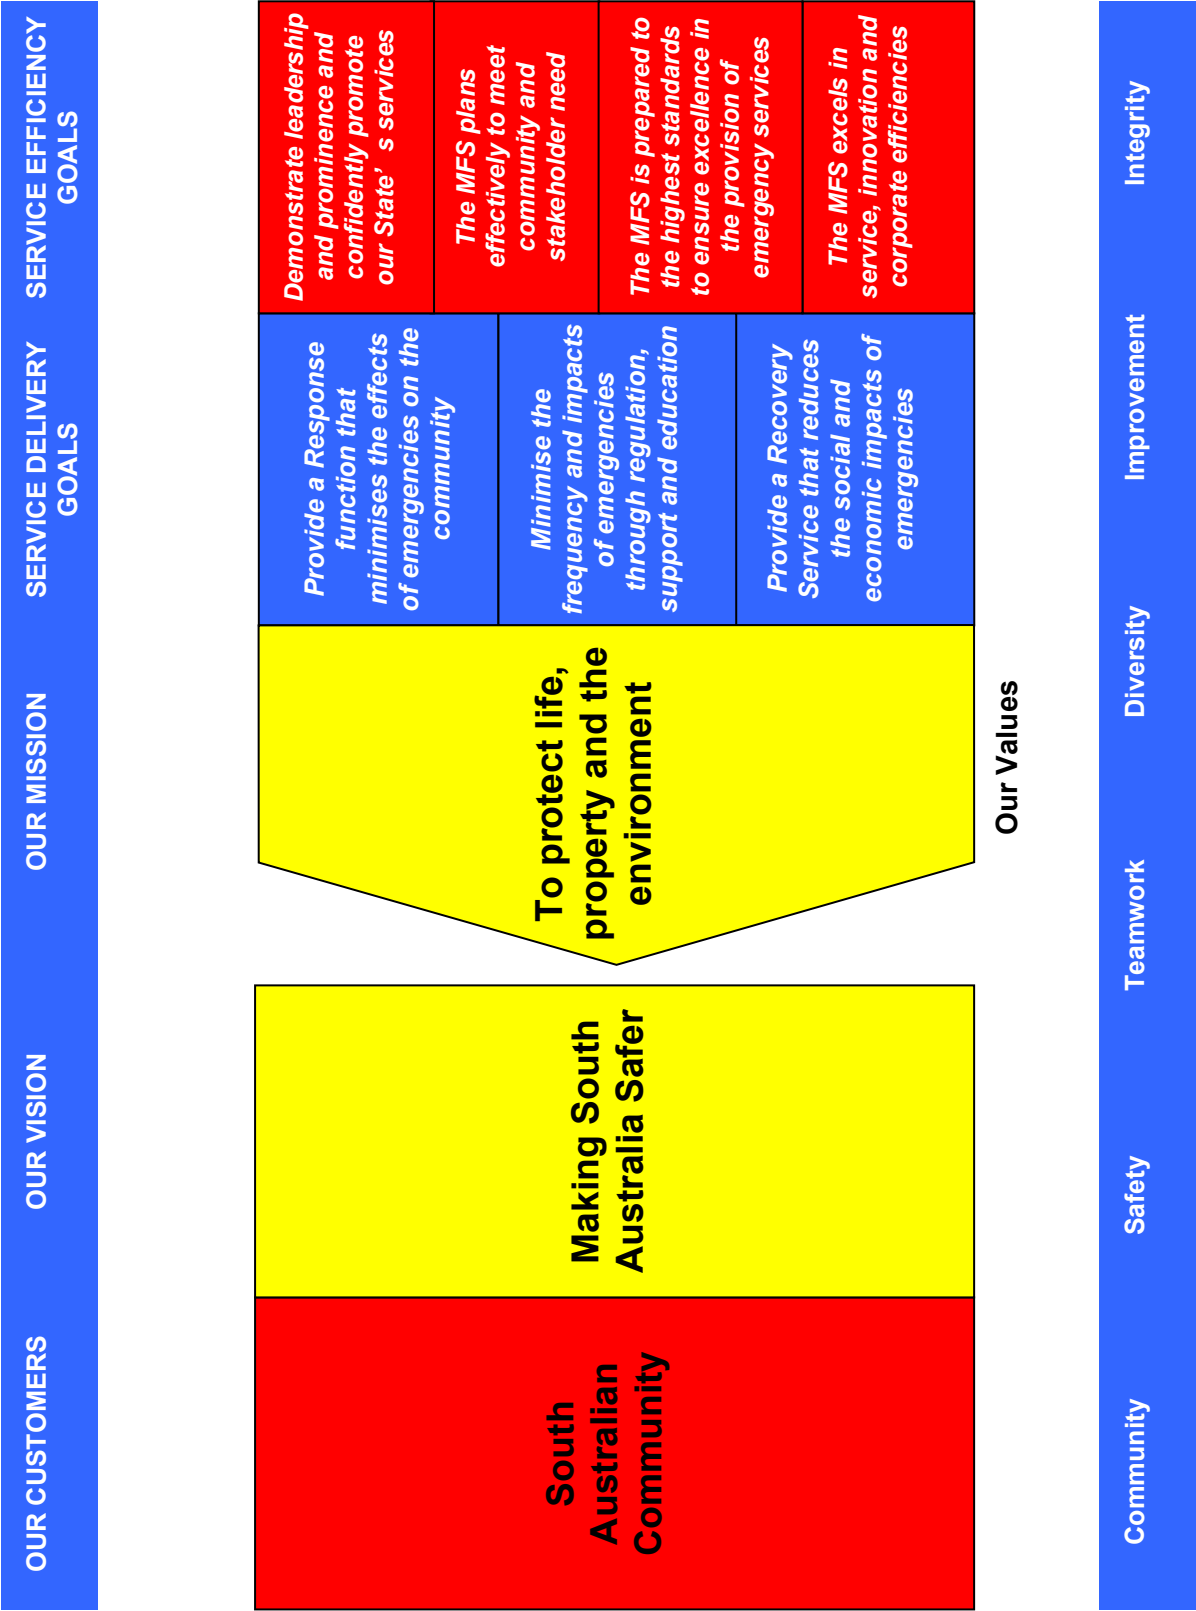 OUR CUSTOMERS
OUR VISION
OUR MISSION
SERVICE DELIVERY
GOALS
SERVICE EFFICIENCY
GOALS
South
Australian
Community
Making South
Australia Safer
To protect life,
property and the
environment
Provide a Response
function that
minimises the effects
of emergencies on the
community
Minimise the
frequency and impacts
of emergencies
through regulation,
support and education
Provide a Recovery
Service that reduces
the social and
economic impacts of
emergencies
Demonstrate leadership
and prominence and
confidently promote
our State’ s services
The MFS plans
effectively to meet
community and
stakeholder need
The MFS is prepared to
the highest standards
to ensure excellence in
the provision of
emergency services
The MFS excels in
service, innovation and
corporate efficiencies
Our Values
Community
Safety
Teamwork
Diversity
Improvement
Integrity